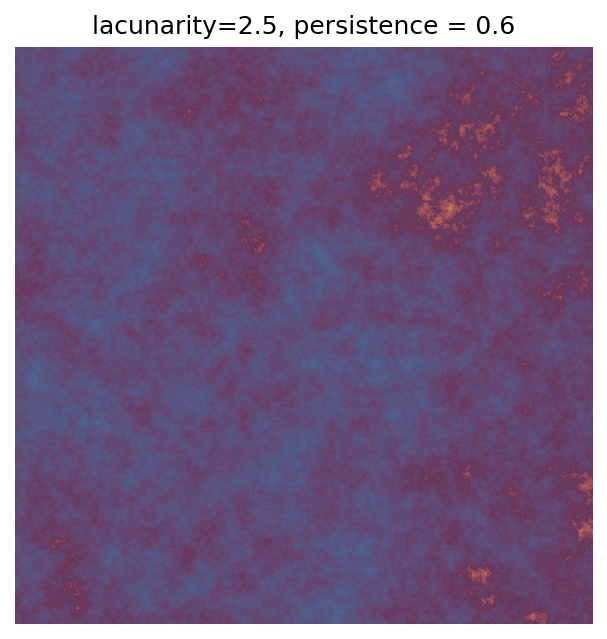 lacunarity=2.5, persistence = 0.6